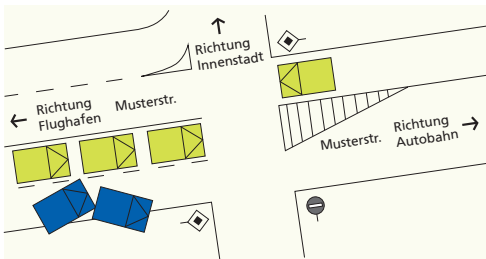 Richtung
Innenstadt
Richtung
Flughafen
Musterstr.
Musterstr.
Richtung
Autobahn